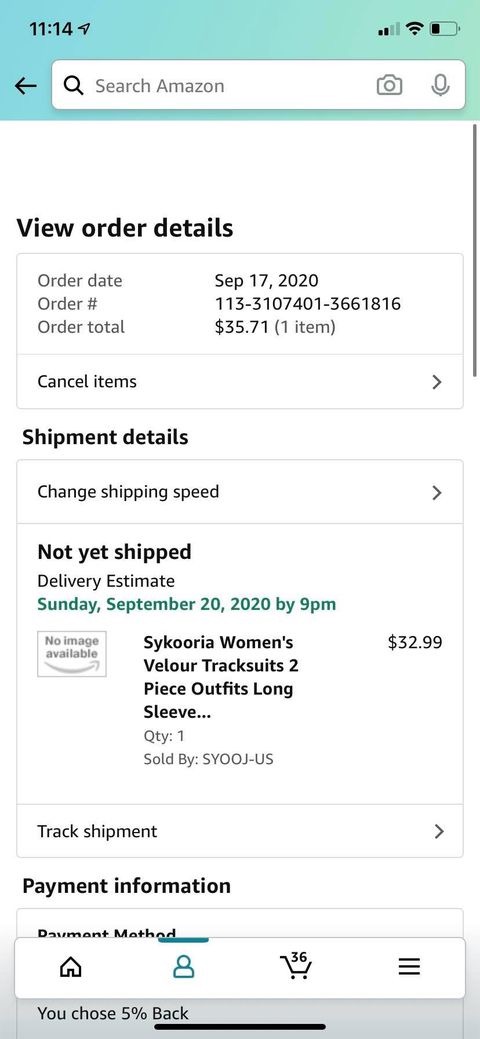 11:14
Search Amazon
View order details
Order date Sep 17, 2020
Order # 113-3107401-3661816
Order total $35.71 (1 item)
Cancel items
Shipment details
Change shipping speed
Not yet shipped
Delivery Estimate
Sunday, September 20, 2020 by 9pm
No image
available
Sykooria Women's $32.99
Velour Tracksuits 2
Piece Outfits Long
Sleeve...
Qty: 1
Sold By: SYOOJ-US
Track shipment
Payment information
Payment Method
36
You chose 5% Back